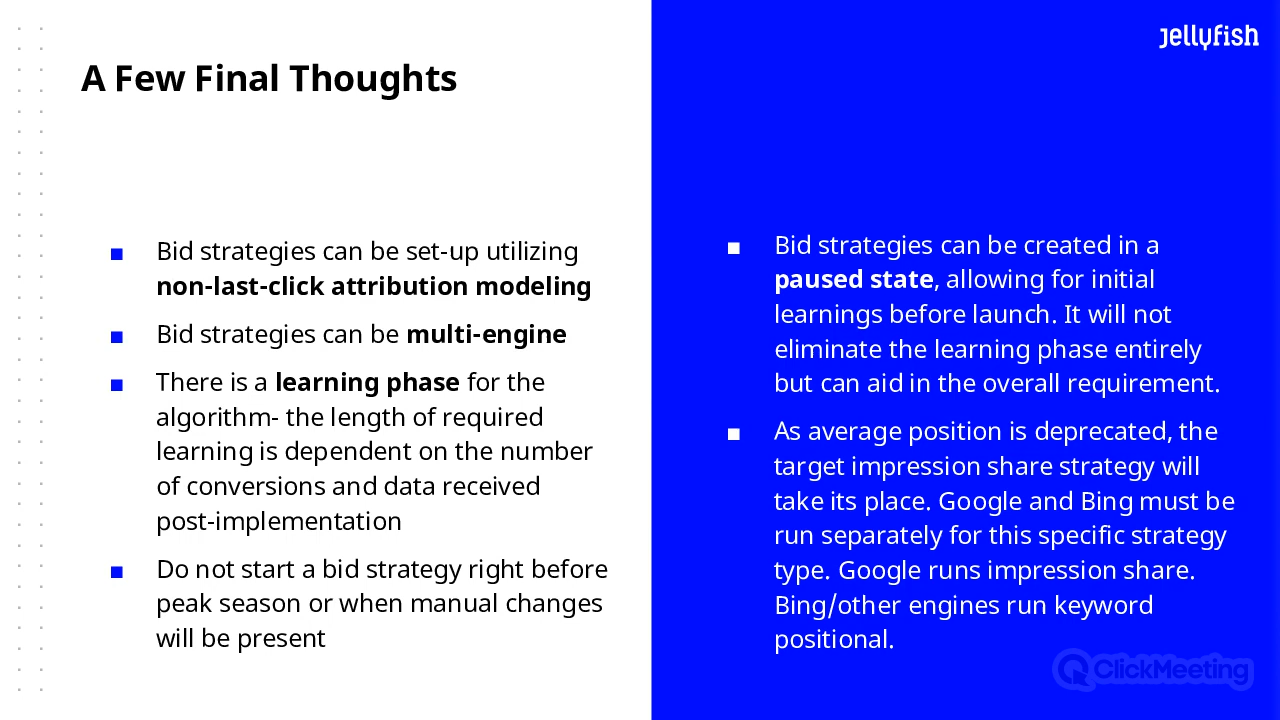 jellyfish
A Few Final Thoughts
Bid strategies can be set-up utilizing
non-last-click attribution modeling
Bid strategies can be multi-engine
There is a learning phase for the
algorithm- the length of required
learning is dependent on the number
of conversions and data received
post-implementation
Do not start a bid strategy right before
peak season or when manual changes
will be present
Bid strategies can be created in a
paused state, allowing for initial
learnings before launch. It will not
eliminate the learning phase entirely
but can aid in the overall requirement.
As average position is deprecated, the
target impression share strategy will
take its place. Google and Bing must be
run separately for this specific strategy
type. Google runs impression share.
Bing/other engines run keyword
positional.
ClickMeeting